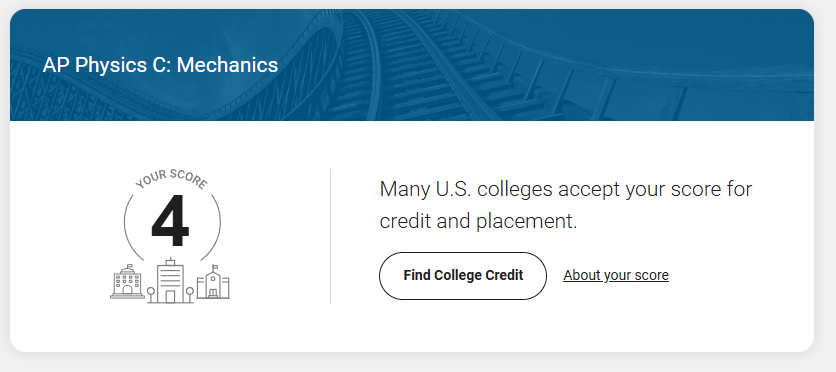 AP Physics C: Mechanics
YOUR SCORE
4
Many U.S. colleges accept your score for
credit and placement.
Find College Credit
About your score